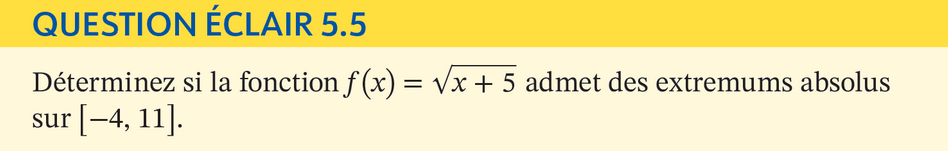 QUESTION ÉCLAIR 5.5
Déterminez si la fonction f(x) = √x + 5 admet des extremums absolus
sur [−4, 11].